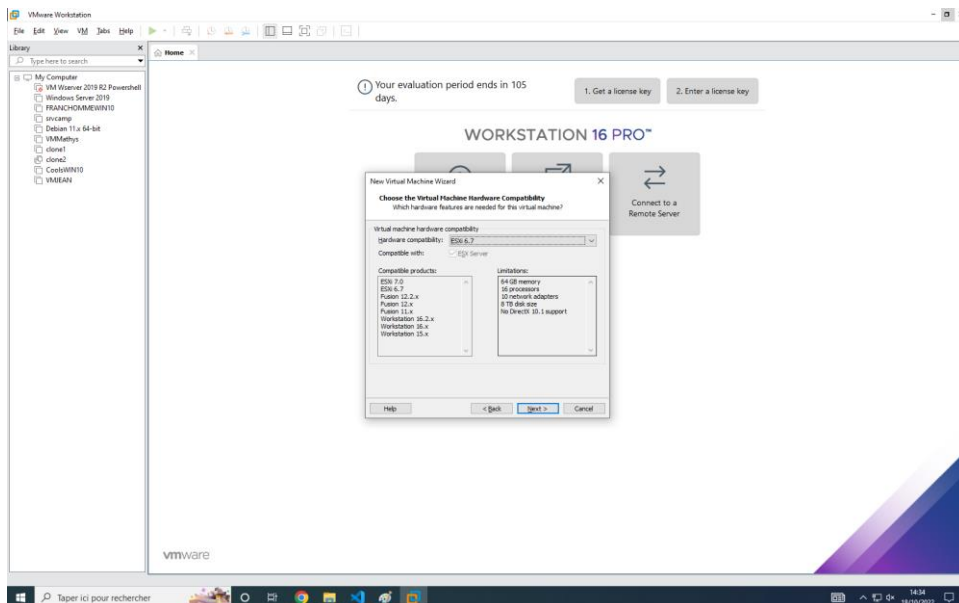 VMware Workstation
File Edit View VM Tabs Help
Library
Type here to search
Home
My Computer
VM Wserver 2019 R2 Powershell
Windows Server 2019
FRANCHOMMEWIN10
srvcamp
Debian 11.x 64-bit
VMMathys
clone1
clone2
CoolsWIN10
VMJEAN
Your evaluation period ends in 105
days.
1. Get a license key
2. Enter a license key
WORKSTATION 16 PRO™
Connect to a
Remote Server
New Virtual Machine Wizard
Choose the Virtual Machine Hardware Compatibility
Which hardware features are needed for this virtual machine?
Virtual machine hardware compatibility
Hardware compatibility: ESXi 6.7
Compatible with: ESX Server
Compatible products:
ESXi 7.0
ESXi 6.7
Fusion 12.2.x
Fusion 12.x
Fusion 11.x
Workstation 16.2.x
Workstation 16.x
Workstation 15.x
Limitations:
64 GB memory
16 processors
10 network adapters
8 TB disk size
No DirectX 10.1 support
Help
< Back
Next >
Cancel
vmware
Taper ici pour rechercher
14:34